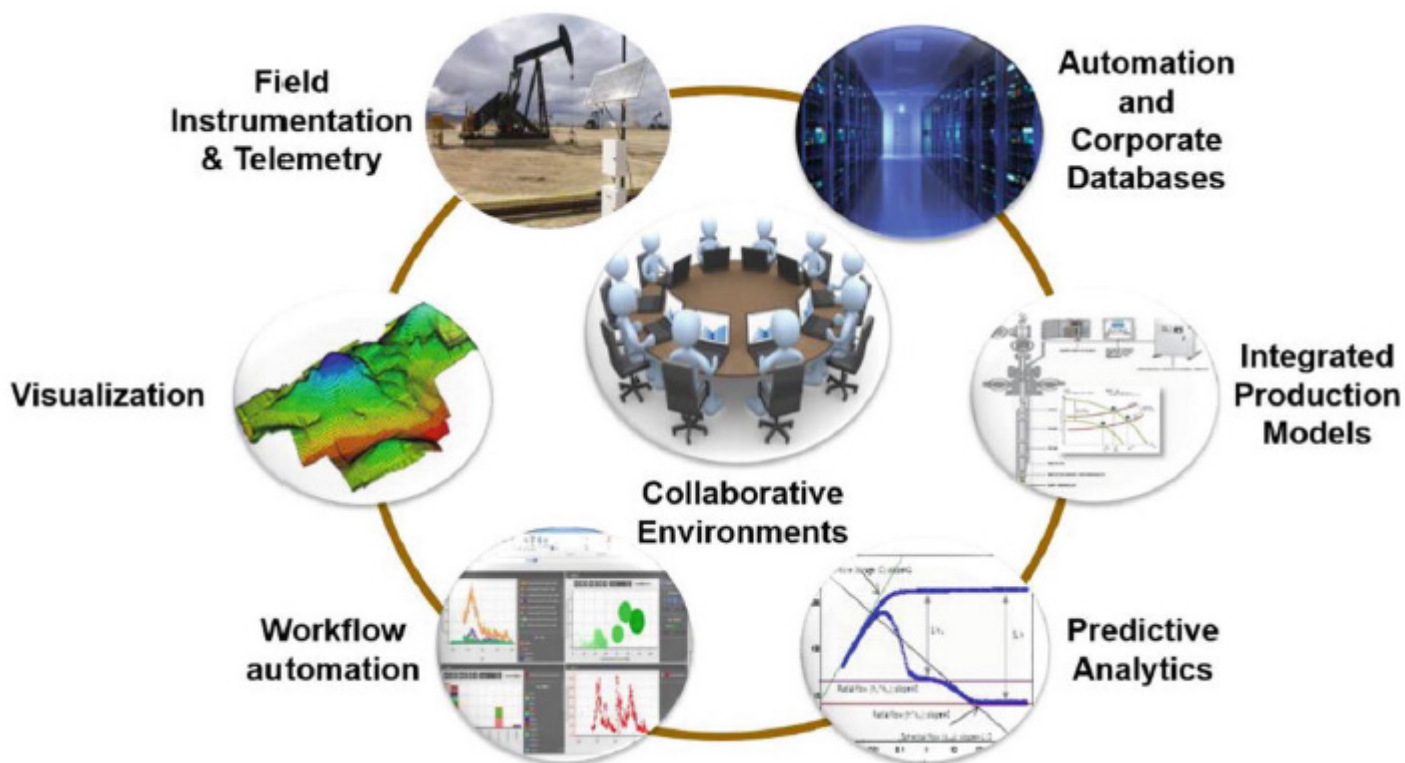 Field
Instrumentation
& Telemetry
Automation
and
Corporate
Databases
Visualization
Integrated
Production
Models
Collaborative
Environments
Workflow
automation
Predictive
Analytics